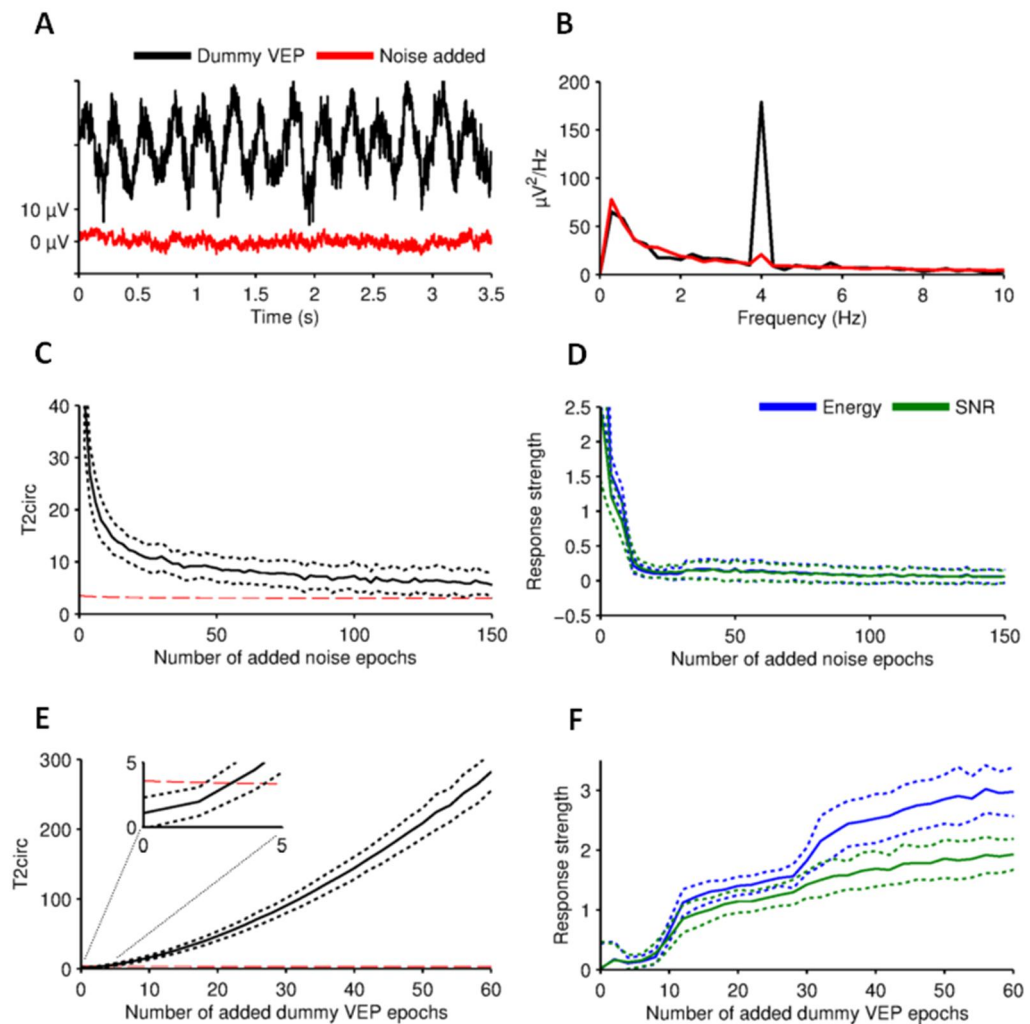 A
Dummy VEP Noise added
10 µV
0 µV
0 0.5 1 1.5 2 2.5 3 3.5
Time (s)
B
200
150
100
50
0
µV²/Hz
0 2 4 6 8 10
Frequency (Hz)
C
40
30
20
10
0
T2circ
0 50 100 150
Number of added noise epochs
D
Energy SNR
2.5
2
1.5
1
0.5
0
−0.5
Response strength
0 50 100 150
Number of added noise epochs
E
300
200
100
0
T2circ
5
0
0 5
0 10 20 30 40 50 60
Number of added dummy VEP epochs
F
3
2
1
0
Response strength
0 10 20 30 40 50 60
Number of added dummy VEP epochs